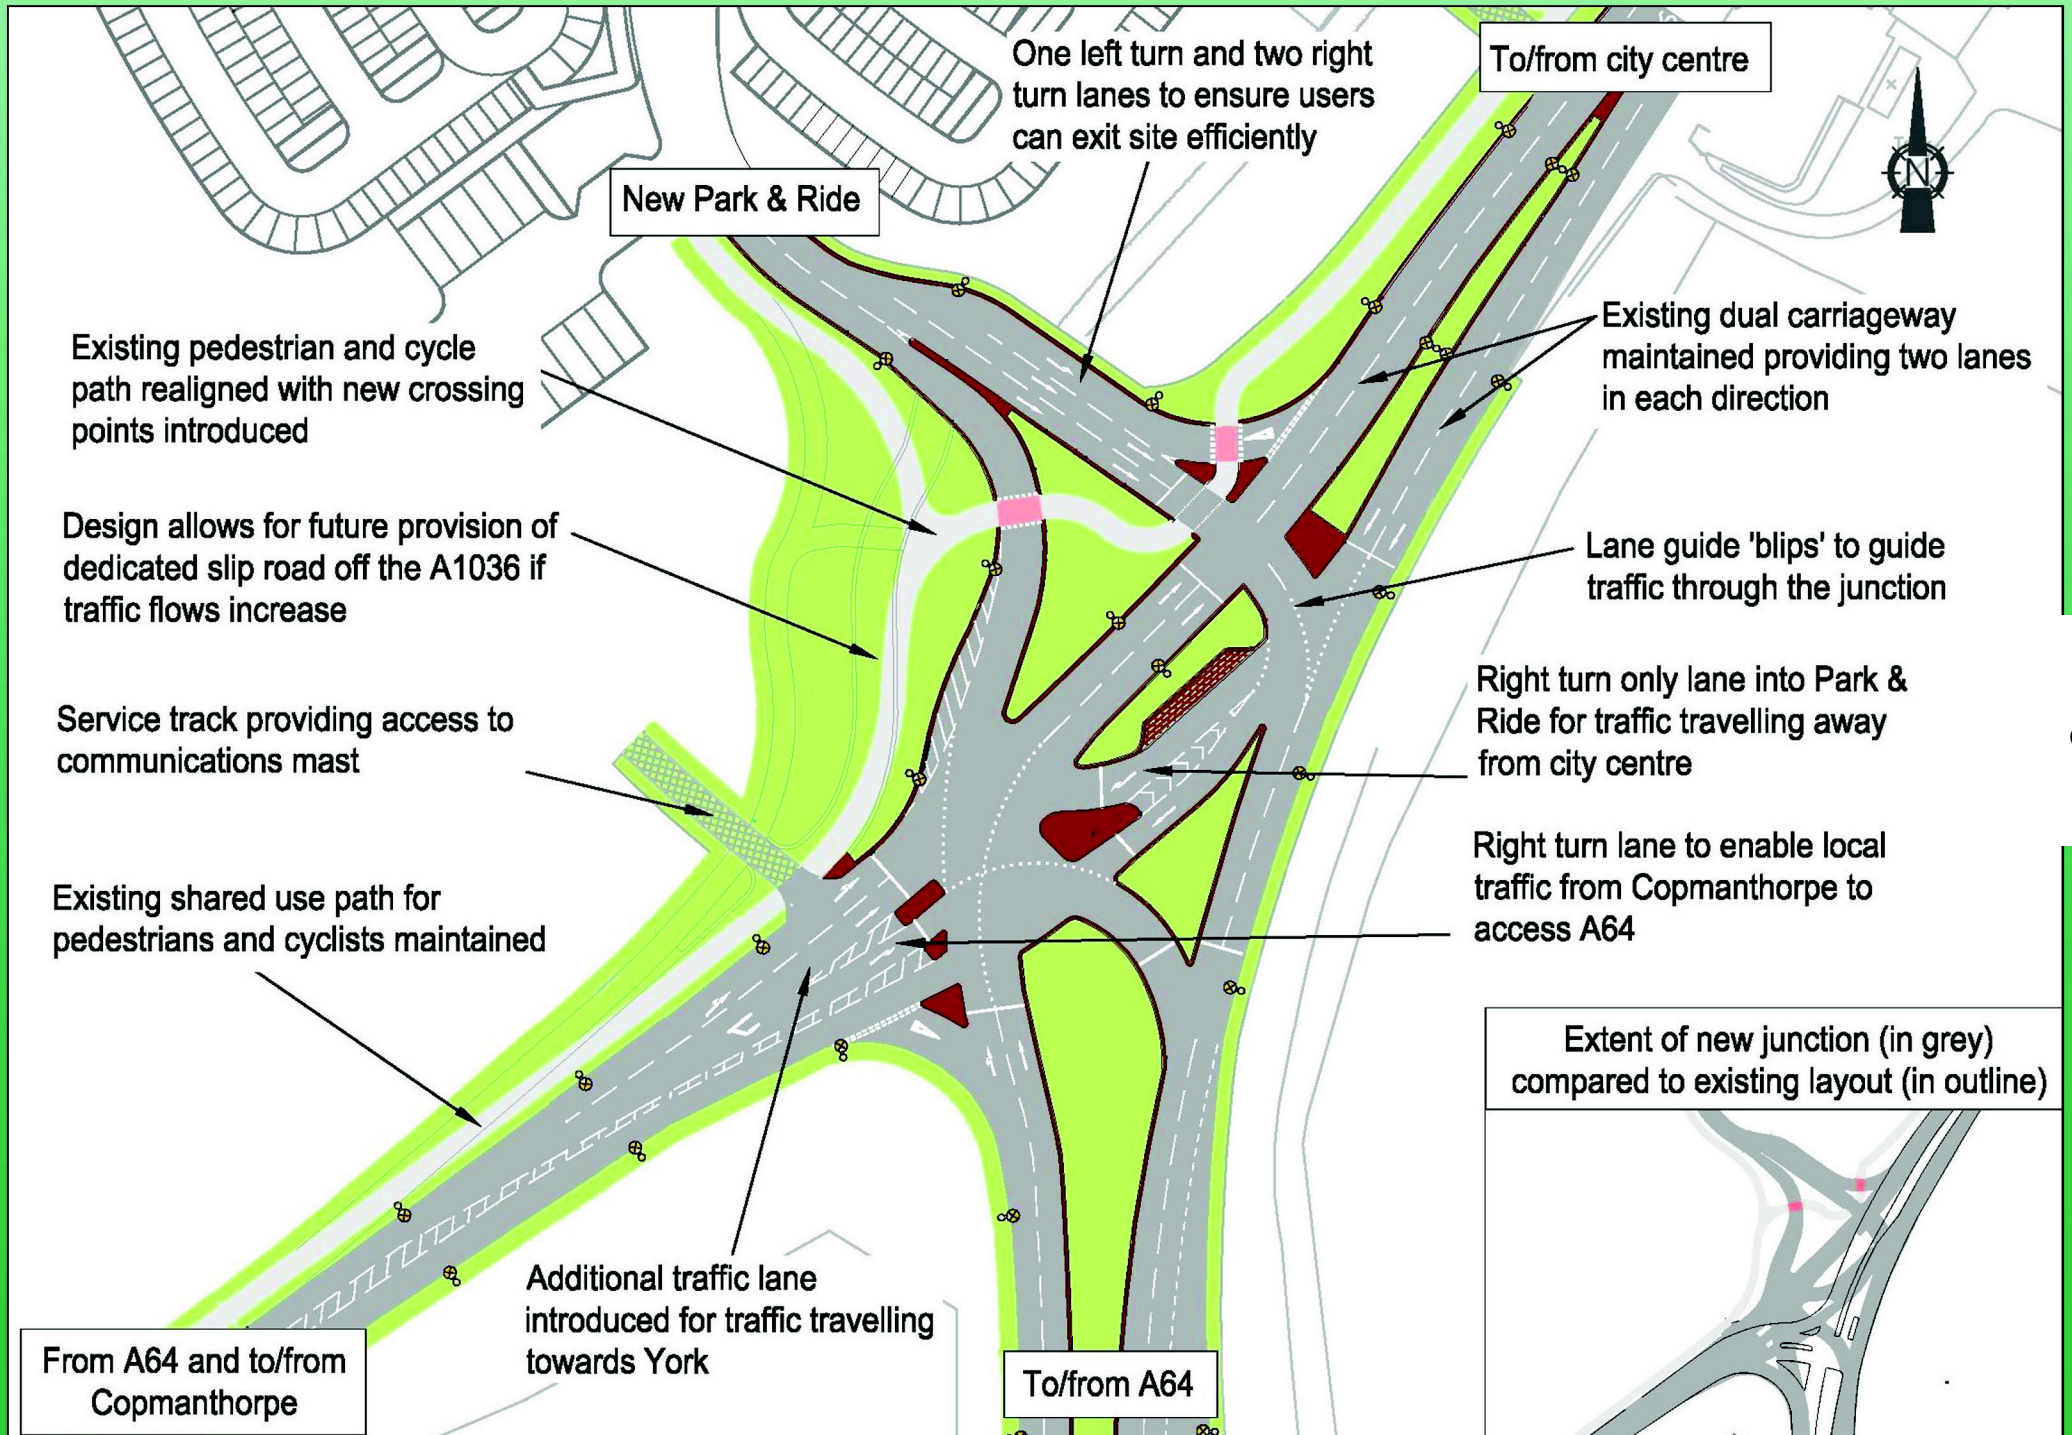 One left turn and two right
turn lanes to ensure users
can exit site efficiently
To/from city centre
N
New Park & Ride
Existing pedestrian and cycle
path realigned with new crossing
points introduced
Existing dual carriageway
maintained providing two lanes
in each direction
Design allows for future provision of
dedicated slip road off the A1036 if
traffic flows increase
Lane guide 'blips' to guide
traffic through the junction
Service track providing access to
communications mast
Right turn only lane into Park &
Ride for traffic travelling away
from city centre
Existing shared use path for
pedestrians and cyclists maintained
Right turn lane to enable local
traffic from Copmanthorpe to
access A64
Extent of new junction (in grey)
compared to existing layout (in outline)
Additional traffic lane
introduced for traffic travelling
towards York
From A64 and to/from
Copmanthorpe
To/from A64